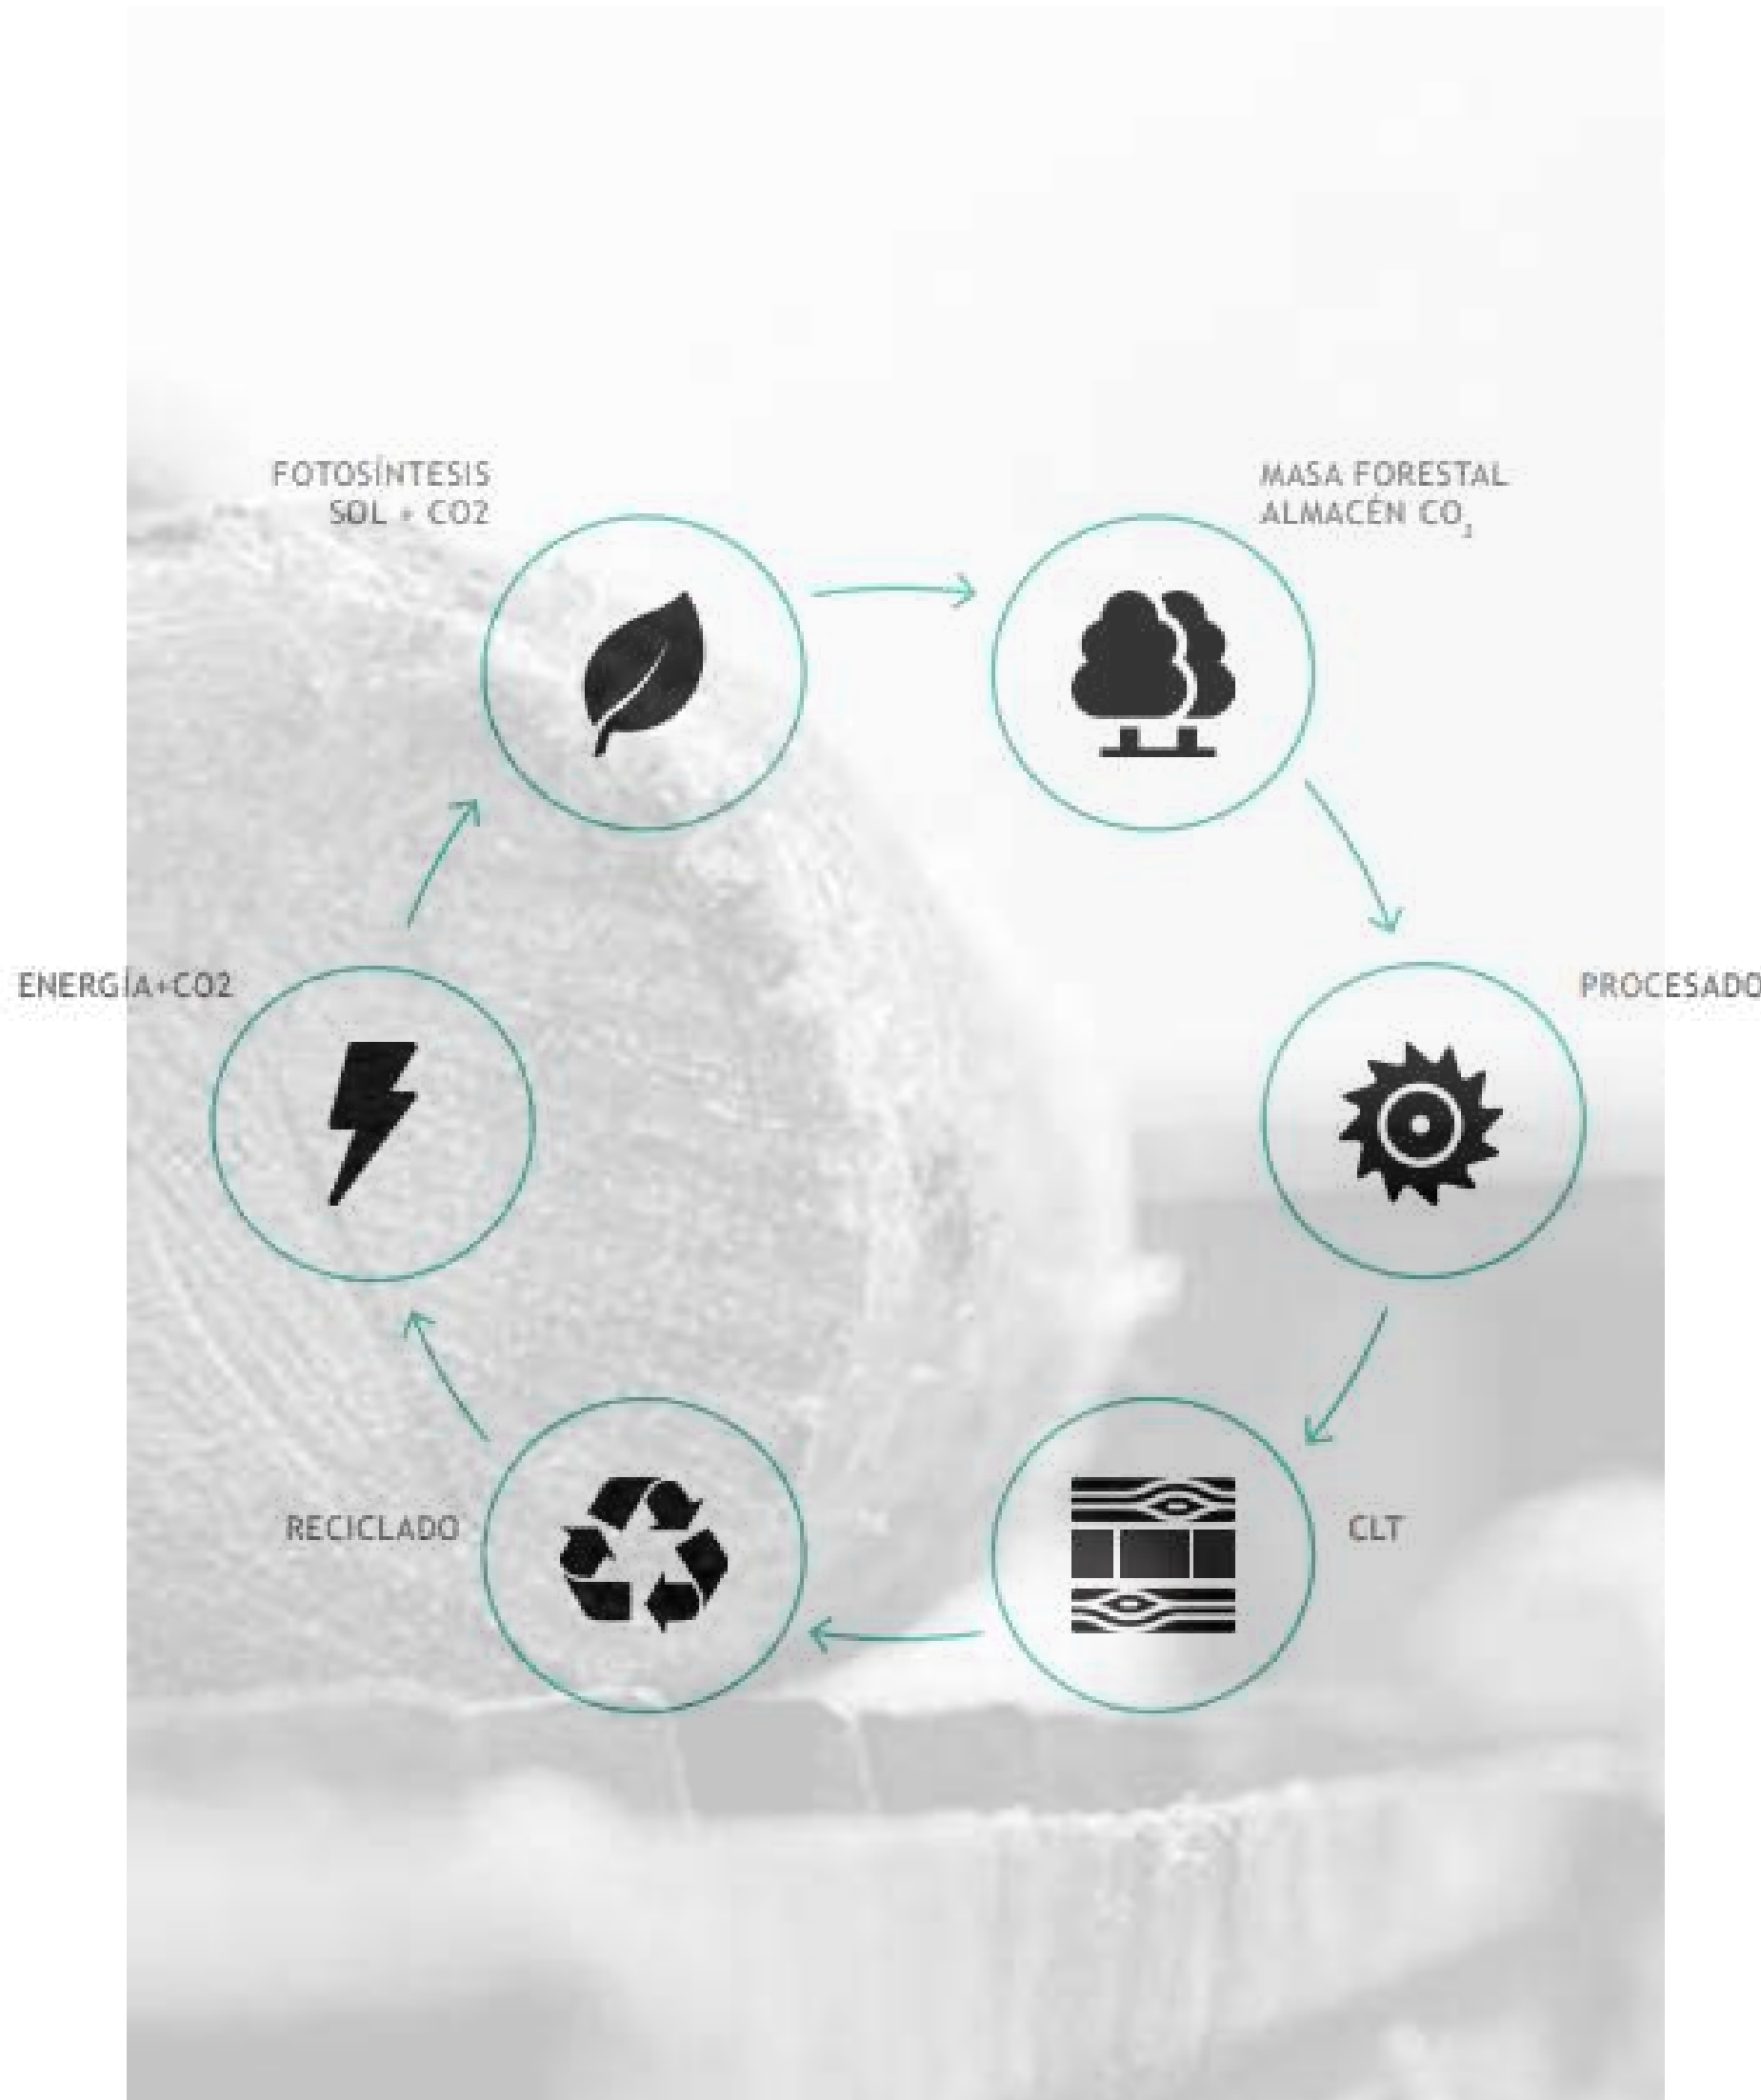 FOTOSÍNTESIS
SOL + CO2
MASA FORESTAL
ALMACÉN CO₂
ENERGÍA+CO2
PROCESADO
RECICLADO
CLT